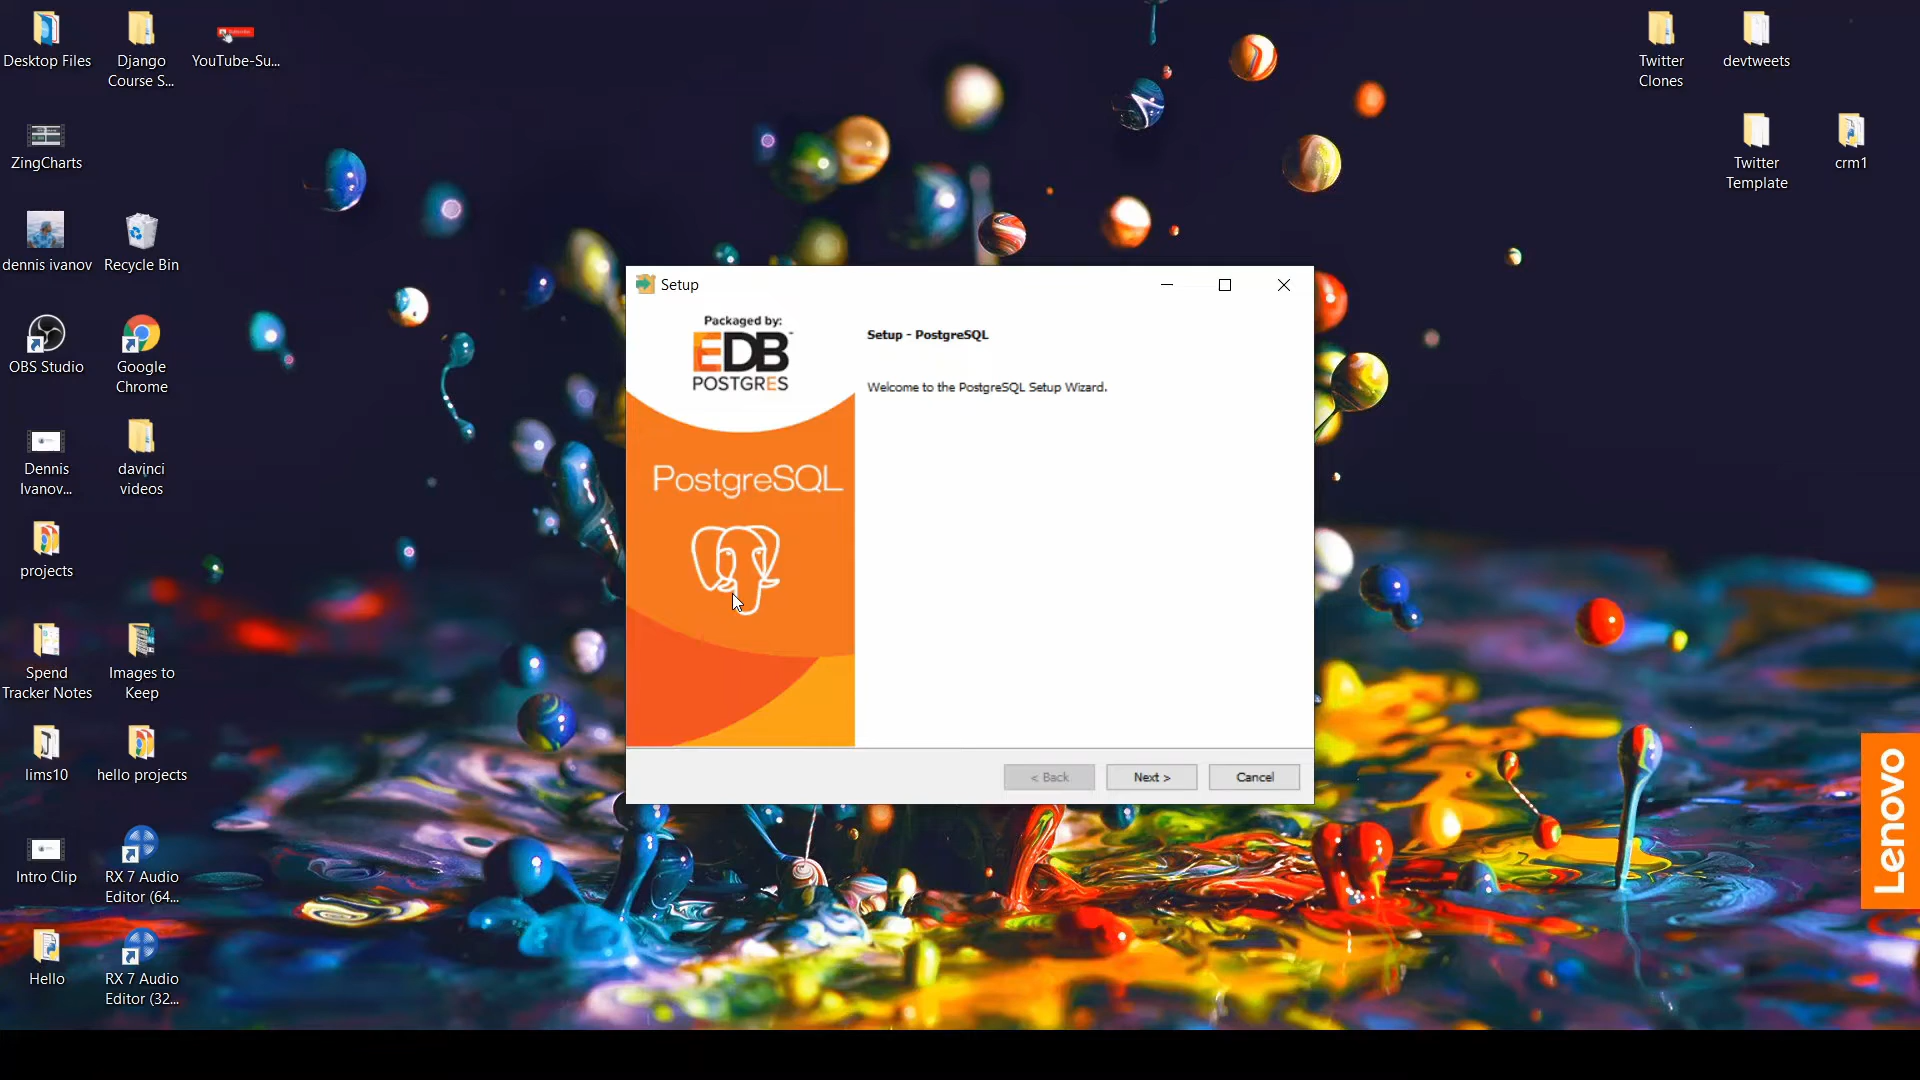 Desktop Files
Django
Course S...
YouTube-Su...
Twitter
Clones
devtweets
ZingCharts
Twitter
Template
crm1
dennis ivanov
Recycle Bin
OBS Studio
Google
Chrome
Dennis
Ivanov...
davinci
videos
projects
Spend
Tracker Notes
Images to
Keep
lims10
hello projects
Intro Clip
RX 7 Audio
Editor (64...
Hello
RX 7 Audio
Editor (32...
Setup
Packaged by:
EDB
POSTGRES
PostgreSQL
Setup - PostgreSQL
Welcome to the PostgreSQL Setup Wizard.
< Back
Next >
Cancel
Lenovo